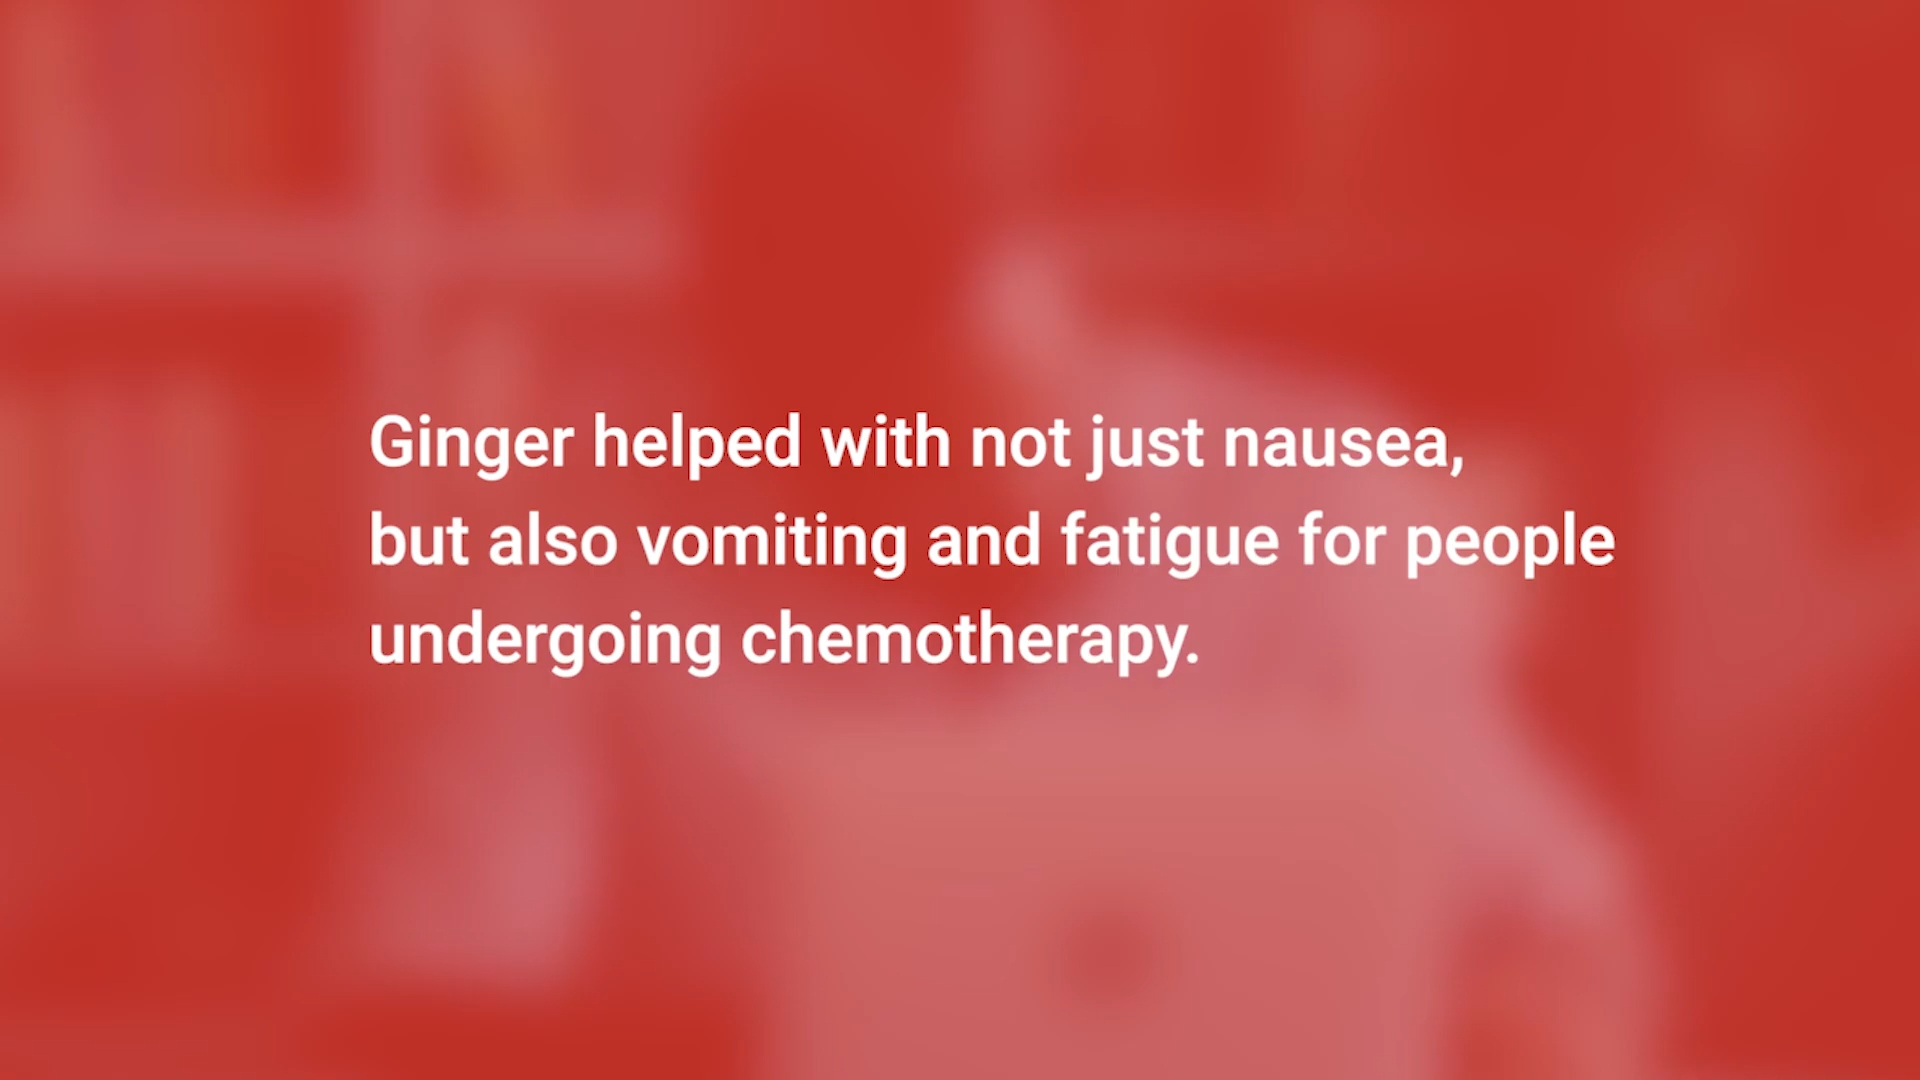 Ginger helped with not just nausea,
but also vomiting and fatigue for people
undergoing chemotherapy.